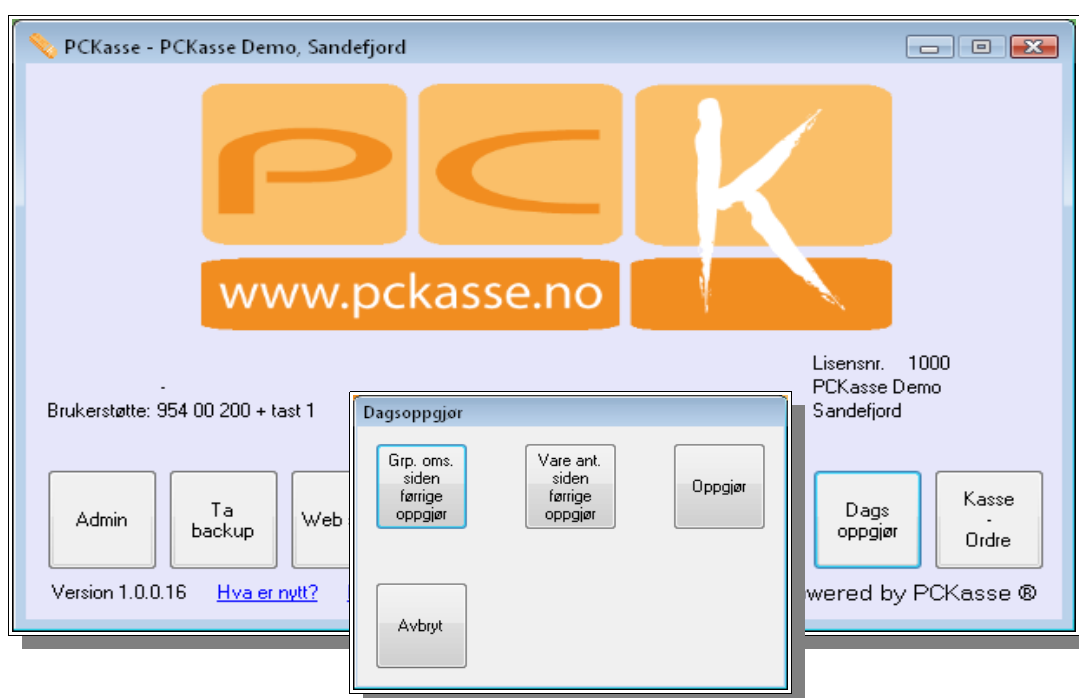 PCKasse - PCKasse Demo, Sandefjord
PCK
www.pckasse.no
Lisensnr. 1000
PCKasse Demo
Sandefjord
-
Brukerstøtte: 954 00 200 + tast 1
Admin
Ta
backup
Web
Dags
oppgjør
Kasse
-
Ordre
Version 1.0.0.16
Hva er nytt?
wered by PCKasse ®
Dagsoppgjør
Grp. oms.
siden
førrige
oppgjør
Vare ant.
siden
førrige
oppgjør
Oppgjør
Avbryt